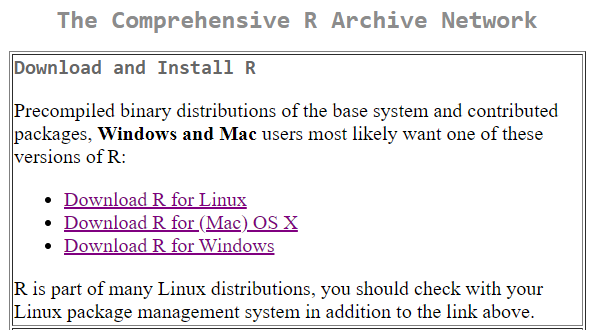 The Comprehensive R Archive Network
Download and Install R
Precompiled binary distributions of the base system and contributed
packages, Windows and Mac users most likely want one of these
versions of R:
Download R for Linux
Download R for (Mac) OS X
Download R for Windows
R is part of many Linux distributions, you should check with your
Linux package management system in addition to the link above.